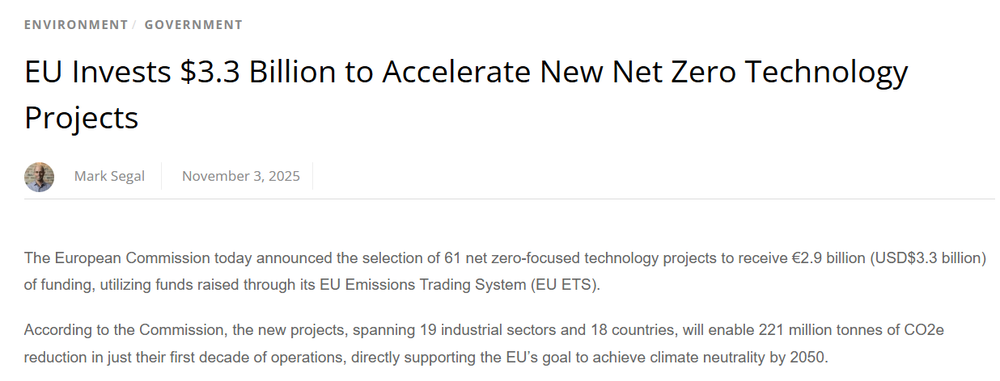 ENVIRONMENT / GOVERNMENT
EU Invests $3.3 Billion to Accelerate New Net Zero Technology
Projects
Mark Segal
November 3, 2025
The European Commission today announced the selection of 61 net zero-focused technology projects to receive €2.9 billion (USD$3.3 billion)
of funding, utilizing funds raised through its EU Emissions Trading System (EU ETS).
According to the Commission, the new projects, spanning 19 industrial sectors and 18 countries, will enable 221 million tonnes of CO2e
reduction in just their first decade of operations, directly supporting the EU’s goal to achieve climate neutrality by 2050.